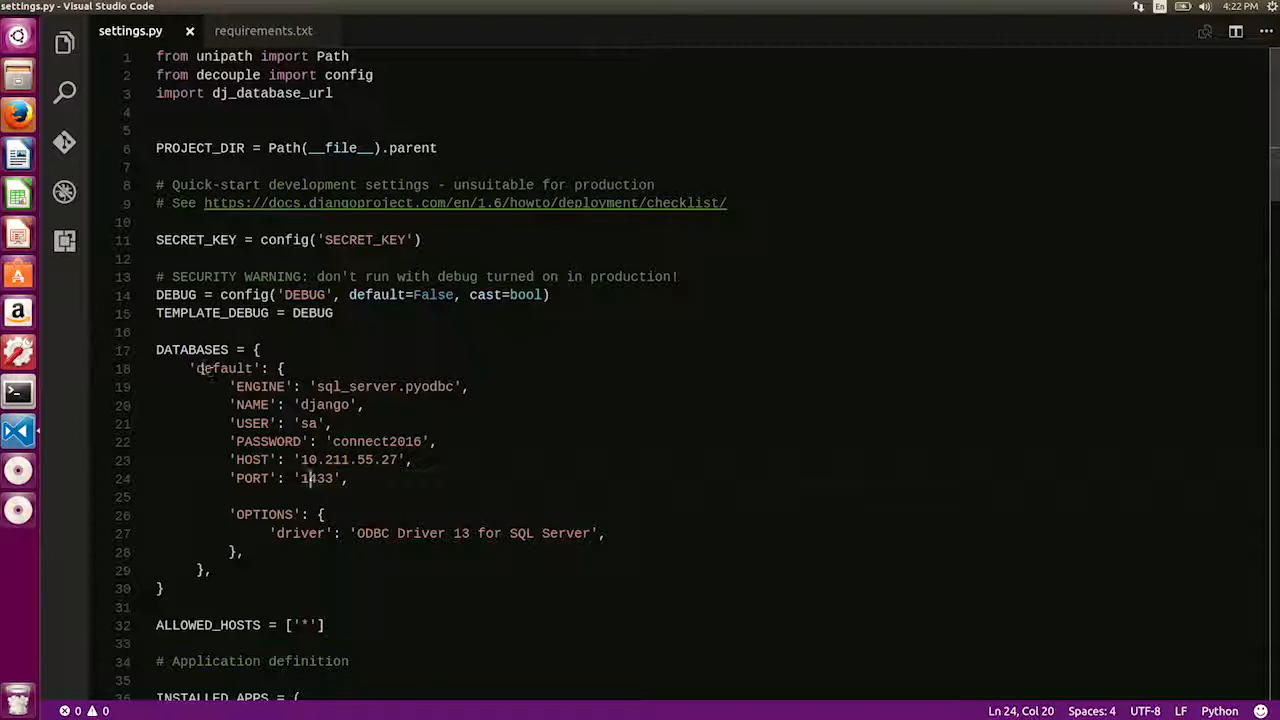 settings.py - Visual Studio Code
En
4:22 PM
settings.py
requirements.txt
1 from unipath import Path
2 from decouple import config
3 import dj_database_url
4
5
6 PROJECT_DIR = Path(__file__).parent
7
8 # Quick-start development settings - unsuitable for production
9 # See https://docs.djangoproject.com/en/1.6/howto/deployment/checklist/
10
11 SECRET_KEY = config('SECRET_KEY')
12
13 # SECURITY WARNING: don't run with debug turned on in production!
14 DEBUG = config('DEBUG', default=False, cast=bool)
15 TEMPLATE_DEBUG = DEBUG
16
17 DATABASES = {
18 'default': {
19 'ENGINE': 'sql_server.pyodbc',
20 'NAME': 'django',
21 'USER': 'sa',
22 'PASSWORD': 'connect2016',
23 'HOST': '10.211.55.27',
24 'PORT': '1433',
25
26 'OPTIONS': {
27 'driver': 'ODBC Driver 13 for SQL Server',
28 },
29 },
30 }
31
32 ALLOWED_HOSTS = ['*']
33
34 # Application definition
35
36 INSTALLED_APPS = (
0 0
Ln 24, Col 20
Spaces: 4
UTF-8
LF
Python